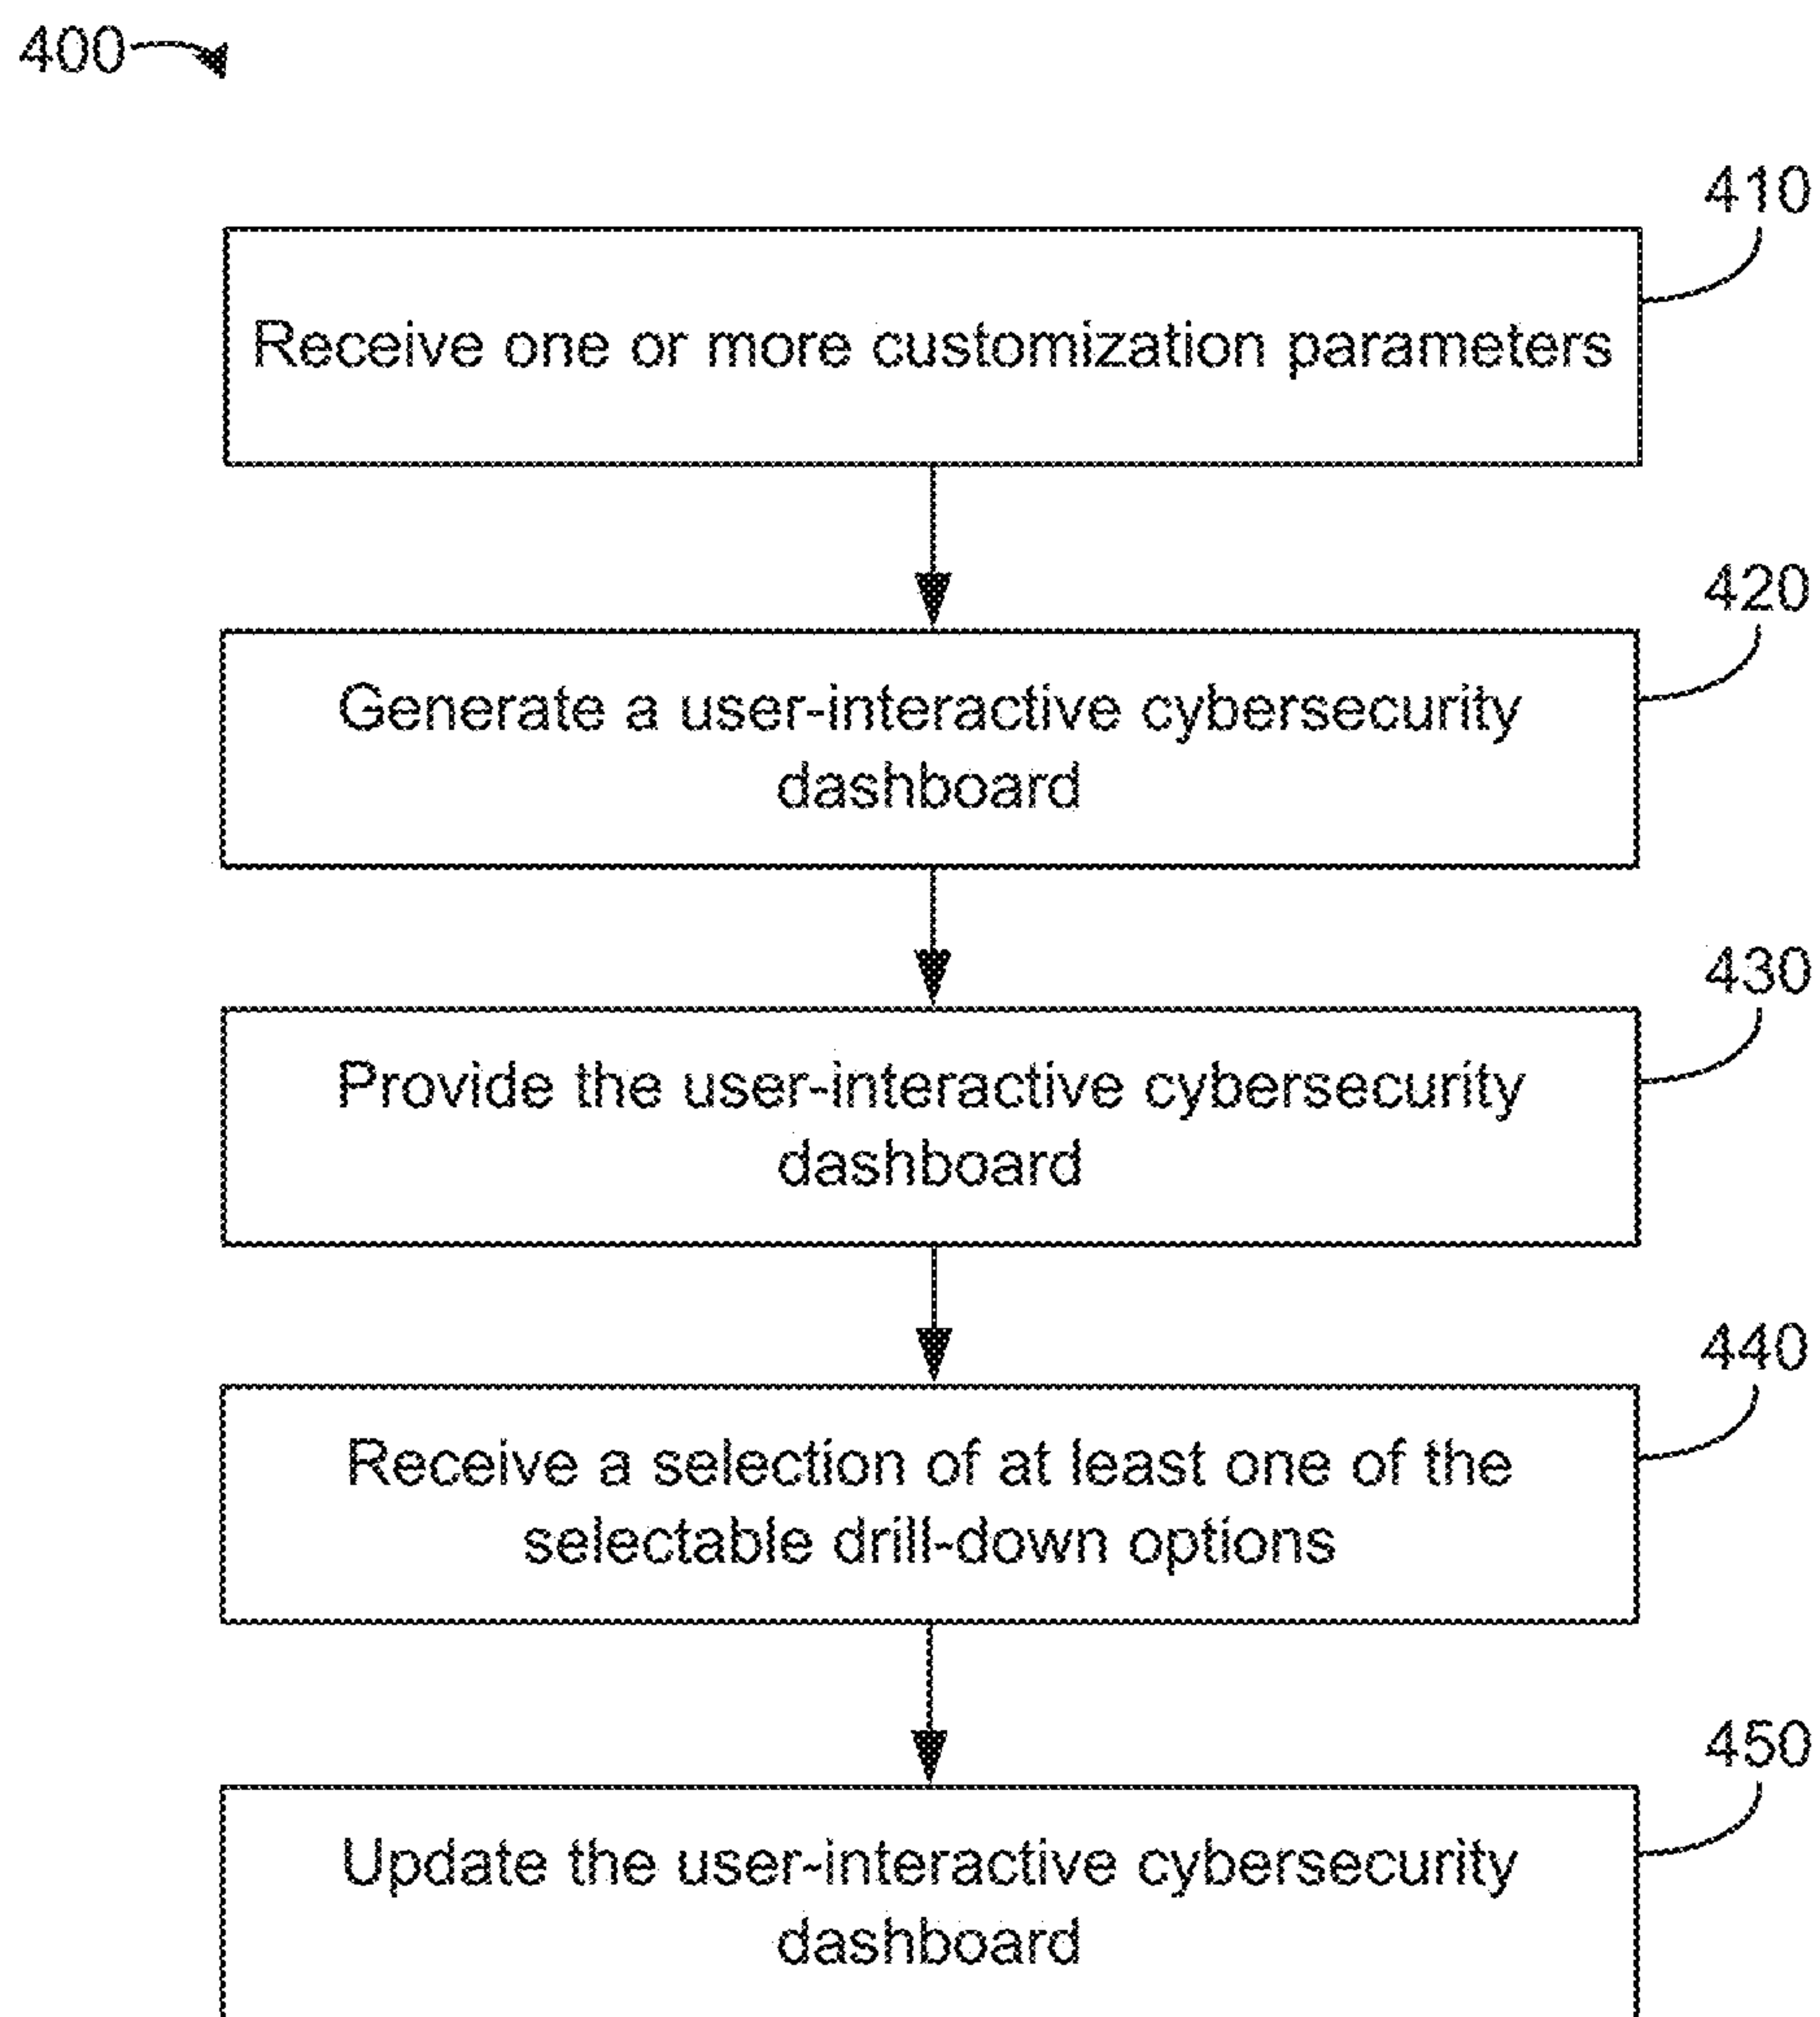 400
410
Receive one or more customization parameters
420
Generate a user-interactive cybersecurity
dashboard
430
Provide the user-interactive cybersecurity
dashboard
440
Receive a selection of at least one of the
selectable drill-down options
450
Update the user-interactive cybersecurity
dashboard